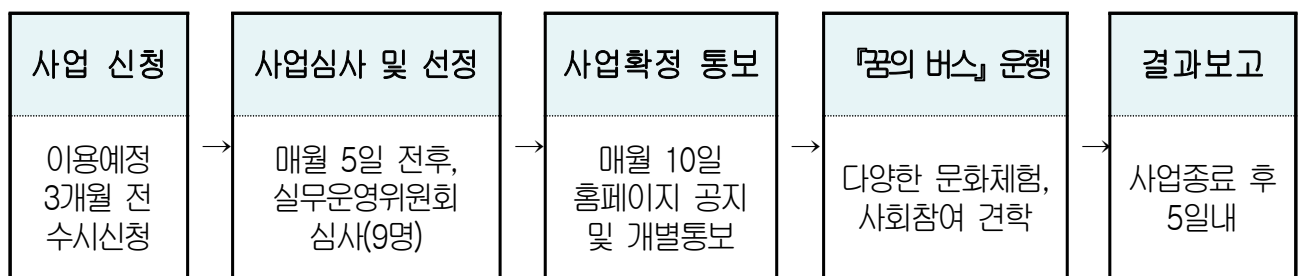 사업 신청
이용예정
3개월 전
수시신청
→
사업심사 및 선정
매월 5일 전후,
실무운영위원회
심사(9명)
→
사업확정 통보
매월 10일
홈페이지 공지
및 개별통보
→
『꿈의 버스』 운행
다양한 문화체험,
사회참여 견학
→
결과보고
사업종료 후
5일내